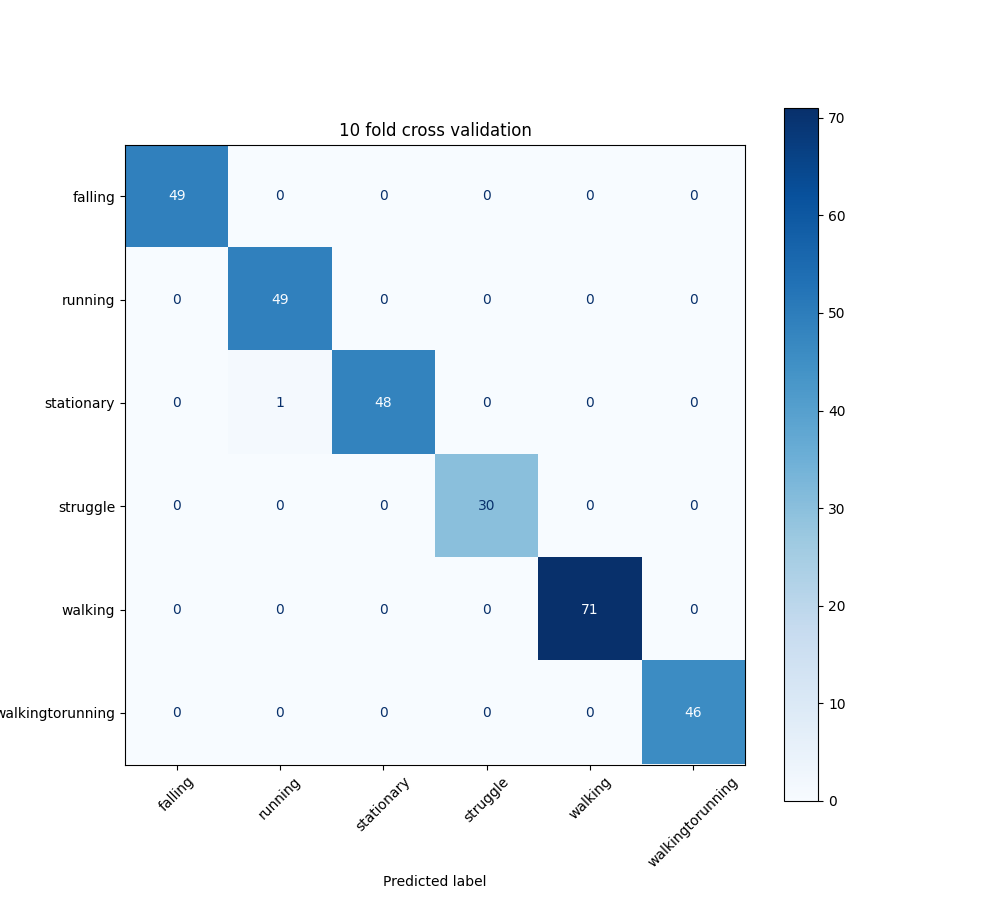 10 fold cross validation
falling 49 0 0 0 0 0
running 0 49 0 0 0 0
stationary 0 1 48 0 0 0
struggle 0 0 0 30 0 0
walking 0 0 0 0 71 0
walkingtorunning 0 0 0 0 0 46
falling running stationary struggle walking walkingtorunning
Predicted label
70
60
50
40
30
20
10
0